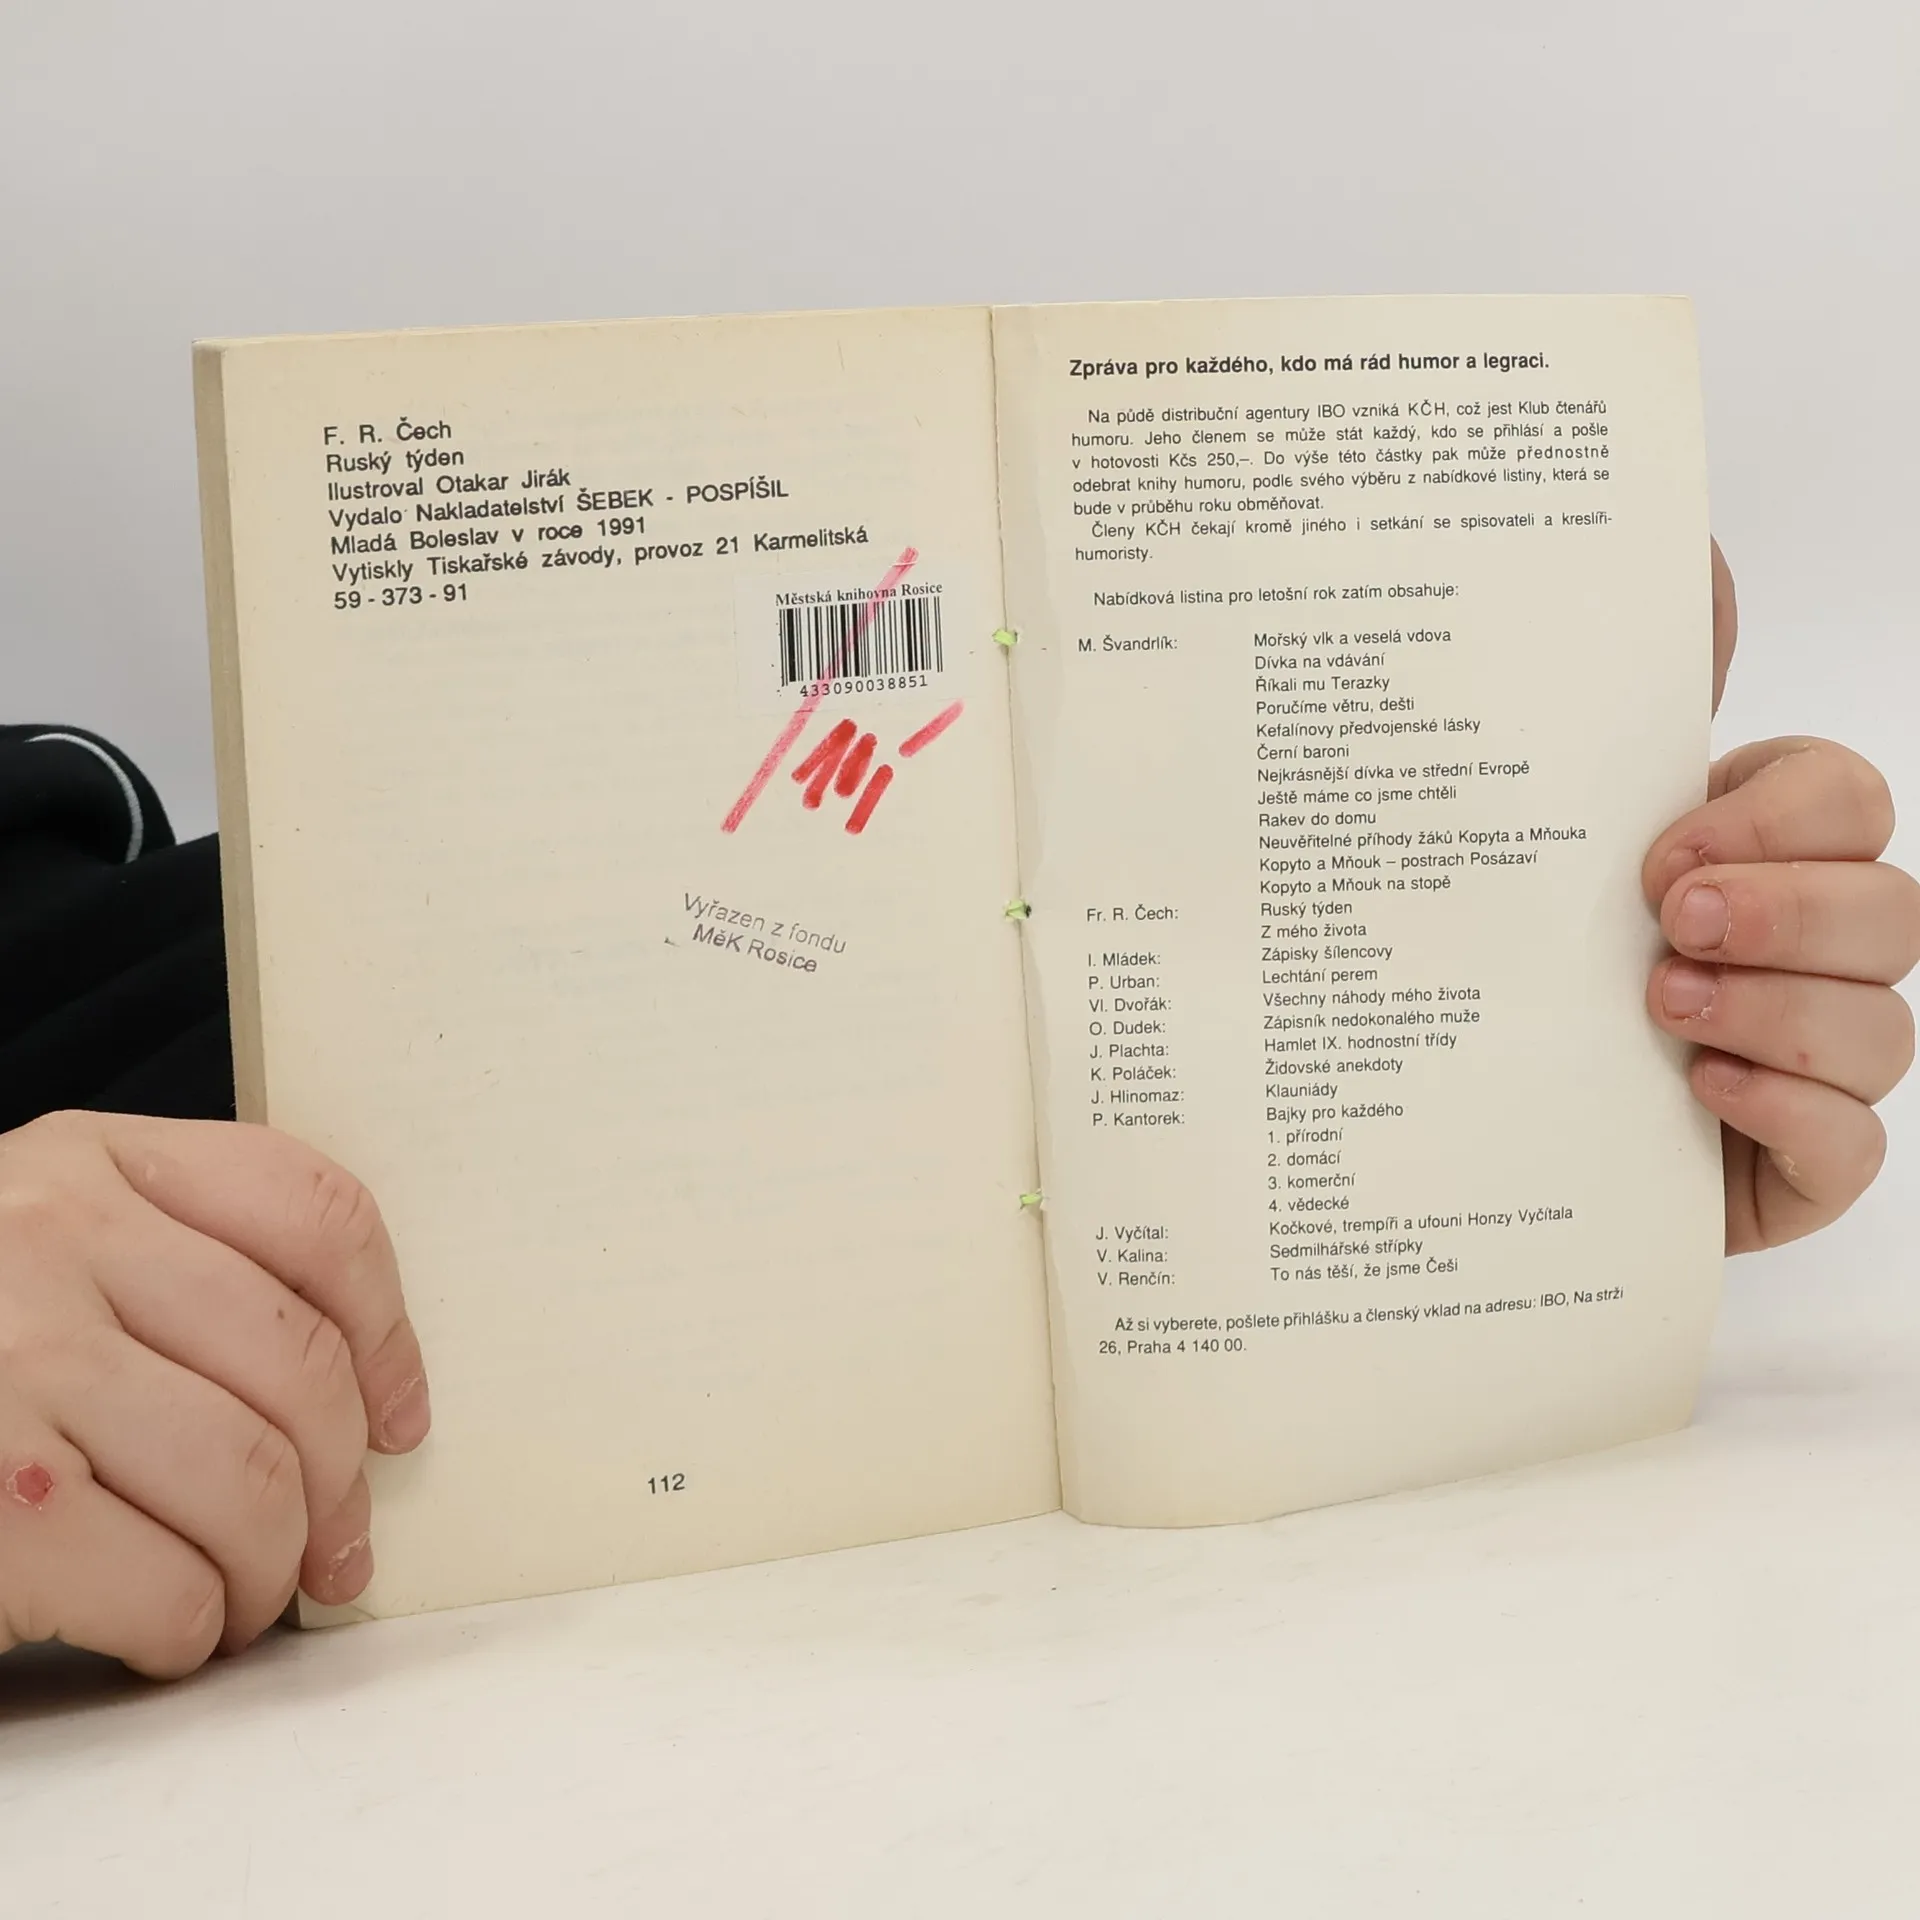 F. R. Čech
Ruský týden
Ilustroval Otakar Jirák
Vydalo Nakladatelství ŠEBEK - POSPÍŠIL
Mladá Boleslav v roce 1991
Vytiskly Tiskařské závody, provoz 21 Karmelitská
59 - 373 - 91
Městská knihovna Rosice
433090038851
Vyřazen z fondu
MěK Rosice
112
Zpráva pro každého, kdo má rád humor a legraci.
Na půdě distribuční agentury IBO vzniká KČH, což jest Klub čtenářů
humoru. Jeho členem se může stát každý, kdo se přihlásí a pošle
v hotovosti Kčs 250,–. Do výše této částky pak může přednostně
odebrat knihy humoru, podle svého výběru z nabídkové listiny, která se
bude v průběhu roku obměňovat.
Členy KČH čekají kromě jiného i setkání se spisovateli a kreslíři-
humoristy.
Nabídková listina pro letošní rok zatím obsahuje:
M. Švandrlík: Mořský vlk a veselá vdova
Dívka na vdávání
Říkali mu Terazky
Poručíme větru, dešti
Kefalínovy předvojenské lásky
Černí baroni
Nejkrásnější dívka ve střední Evropě
Ještě máme co jsme chtěli
Rakev do domu
Neuvěřitelné příhody žáků Kopyta a Mňouka
Kopyto a Mňouk – postrach Posázaví
Kopyto a Mňouk na stopě
Fr. R. Čech: Ruský týden
Z mého života
I. Mládek: Zápisky šílencovy
P. Urban: Lechtání perem
Vl. Dvořák: Všechny náhody mého života
O. Dudek: Zápisník nedokonalého muže
J. Plachta: Hamlet IX. hodnostní třídy
K. Poláček: Židovské anekdoty
J. Hlinomaz: Klauniády
P. Kantorek: Bajky pro každého
1. přírodní
2. domácí
3. komerční
4. vědecké
J. Vyčítal: Kočkové, trempíři a ufouni Honzy Vyčítala
V. Kalina: Sedmilhářské střípky
V. Renčín: To nás těší, že jsme Češi
Až si vyberete, pošlete přihlášku a členský vklad na adresu: IBO, Na strži
26, Praha 4 140 00.